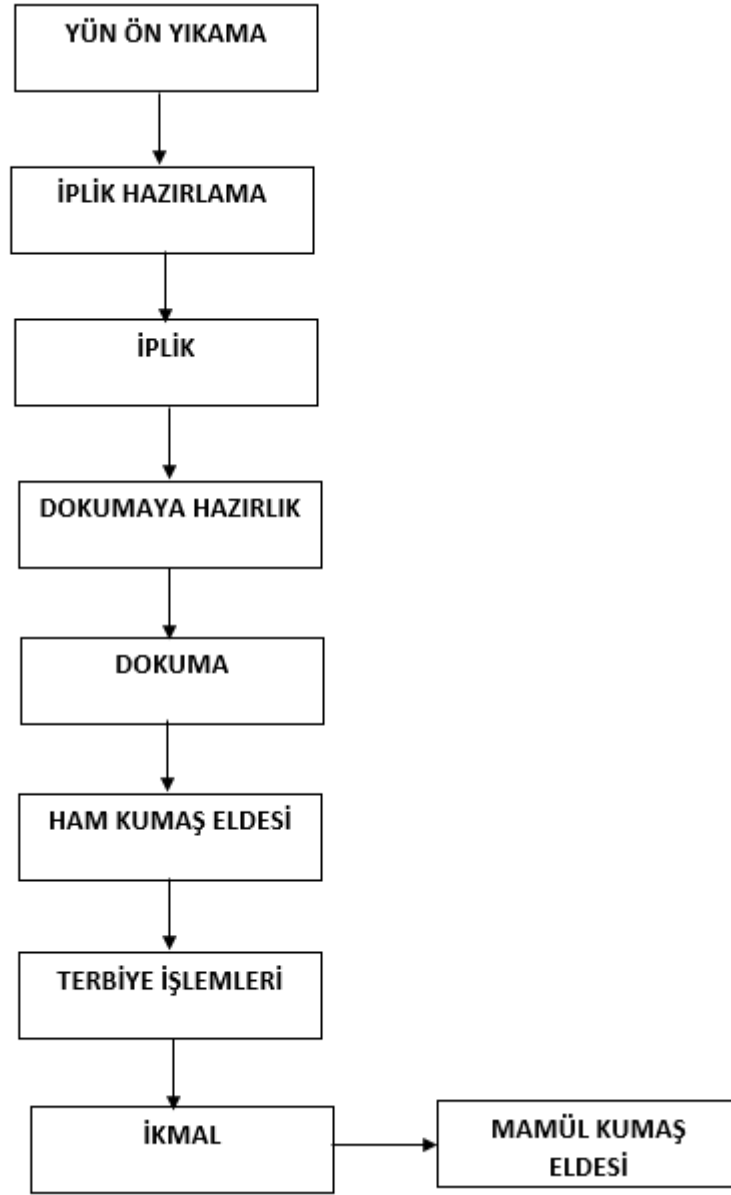 YÜN ÖN YIKAMA
İPLİK HAZIRLAMA
İPLİK
DOKUMAYA HAZIRLIK
DOKUMA
HAM KUMAŞ ELDESİ
TERBİYE İŞLEMLERİ
İKMAL
MAMÜL KUMAŞ
ELDESİ